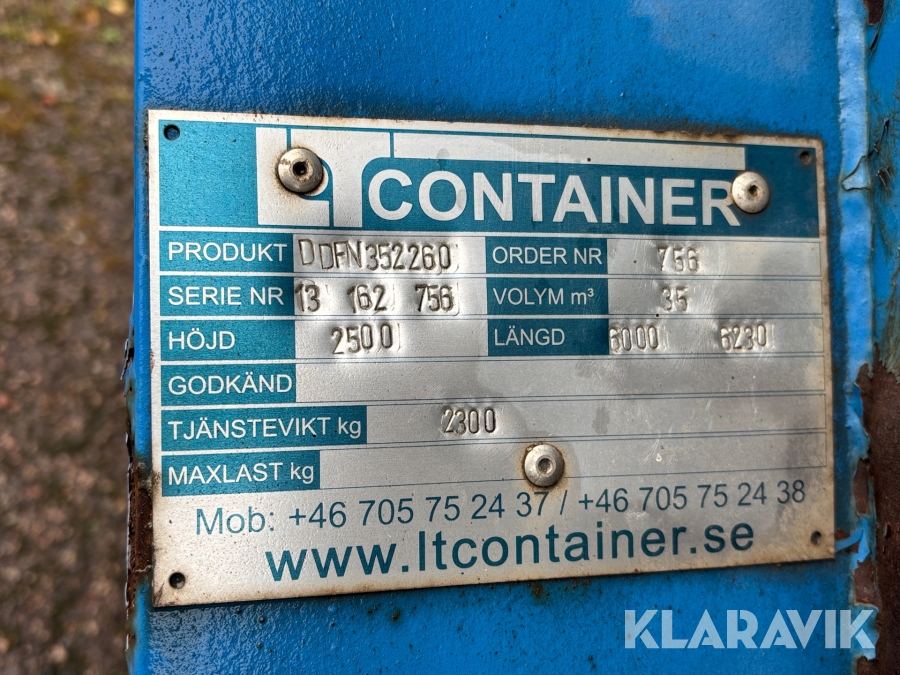 LT CONTAINER
PRODUKT DDFN352260 ORDER NR 756
SERIE NR 13 162 756 VOLYM m³ 35
HÖJD 2500 LÄNGD 6000 6230
GODKÄND
TJÄNSTEVIKT kg 2300
MAXLAST kg
Mob: +46 705 75 24 37 / +46 705 75 24 38
www.ltcontainer.se
KLARAVIK